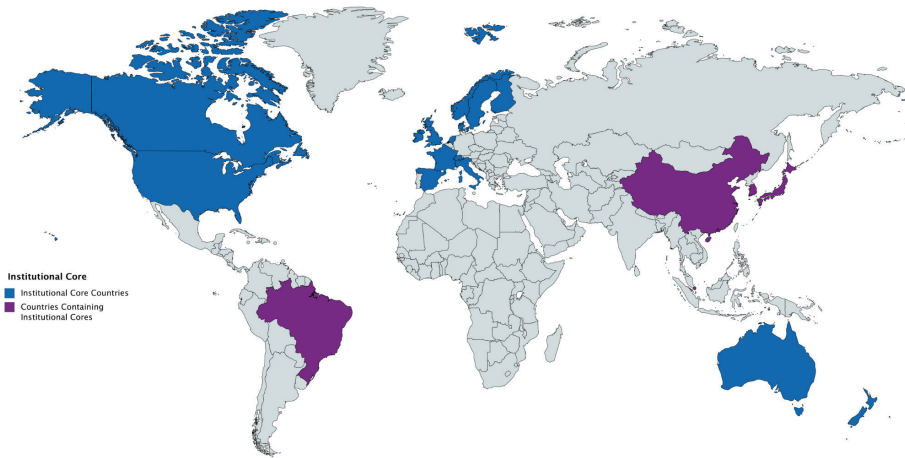 Institutional Core
Institutional Core Countries
Countries Containing
Institutional Cores